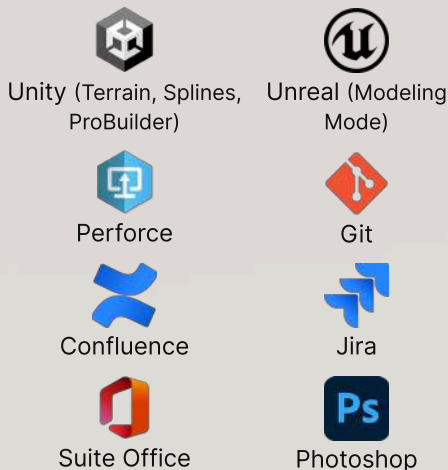 Unity (Terrain, Splines,
ProBuilder)
Unreal (Modeling
Mode)
Perforce
Git
Confluence
Jira
Ps
Suite Office
Photoshop